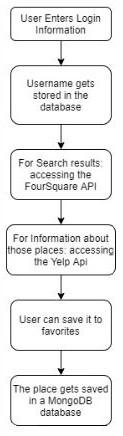 User Enters Login
Information
Username gets
stored in the
database
For Search results:
accessing the
FourSquare API
For Information about
those places: accessing
the Yelp Api
User can save it to
favorites
The place gets saved
in a MongoDB
database